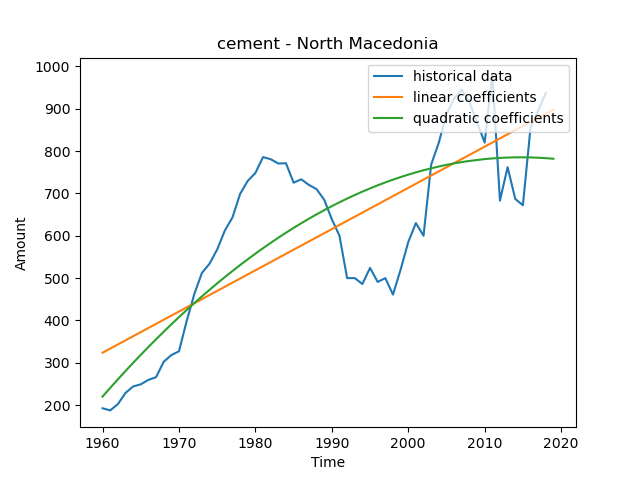 cement - North Macedonia
historical data
linear coefficients
quadratic coefficients
Amount
1000
900
800
700
600
500
400
300
200
1960 1970 1980 1990 2000 2010 2020
Time